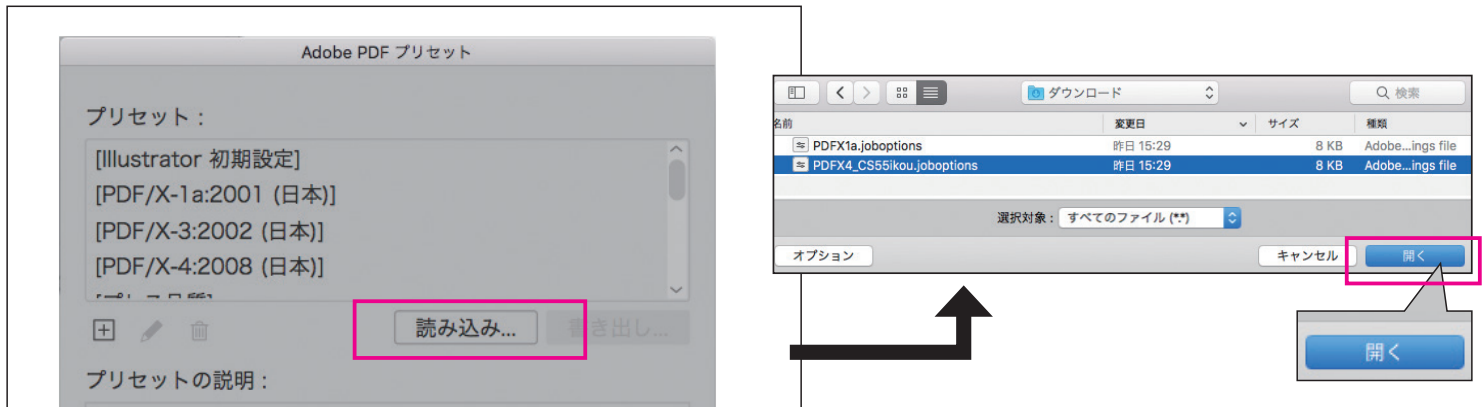 Adobe PDF プリセット
プリセット：
[Illustrator 初期設定]
[PDF/X-1a:2001 (日本)]
[PDF/X-3:2002 (日本)]
[PDF/X-4:2008 (日本)]
読み込み...
書き出し...
プリセットの説明：
ダウンロード
検索
名前 変更日 サイズ 種類
PDFX1a.joboptions 昨日 15:29 8 KB Adobe...ings file
PDFX4_CS55ikou.joboptions 昨日 15:29 8 KB Adobe...ings file
選択対象： すべてのファイル (*.*)
オプション キャンセル 開く
開く